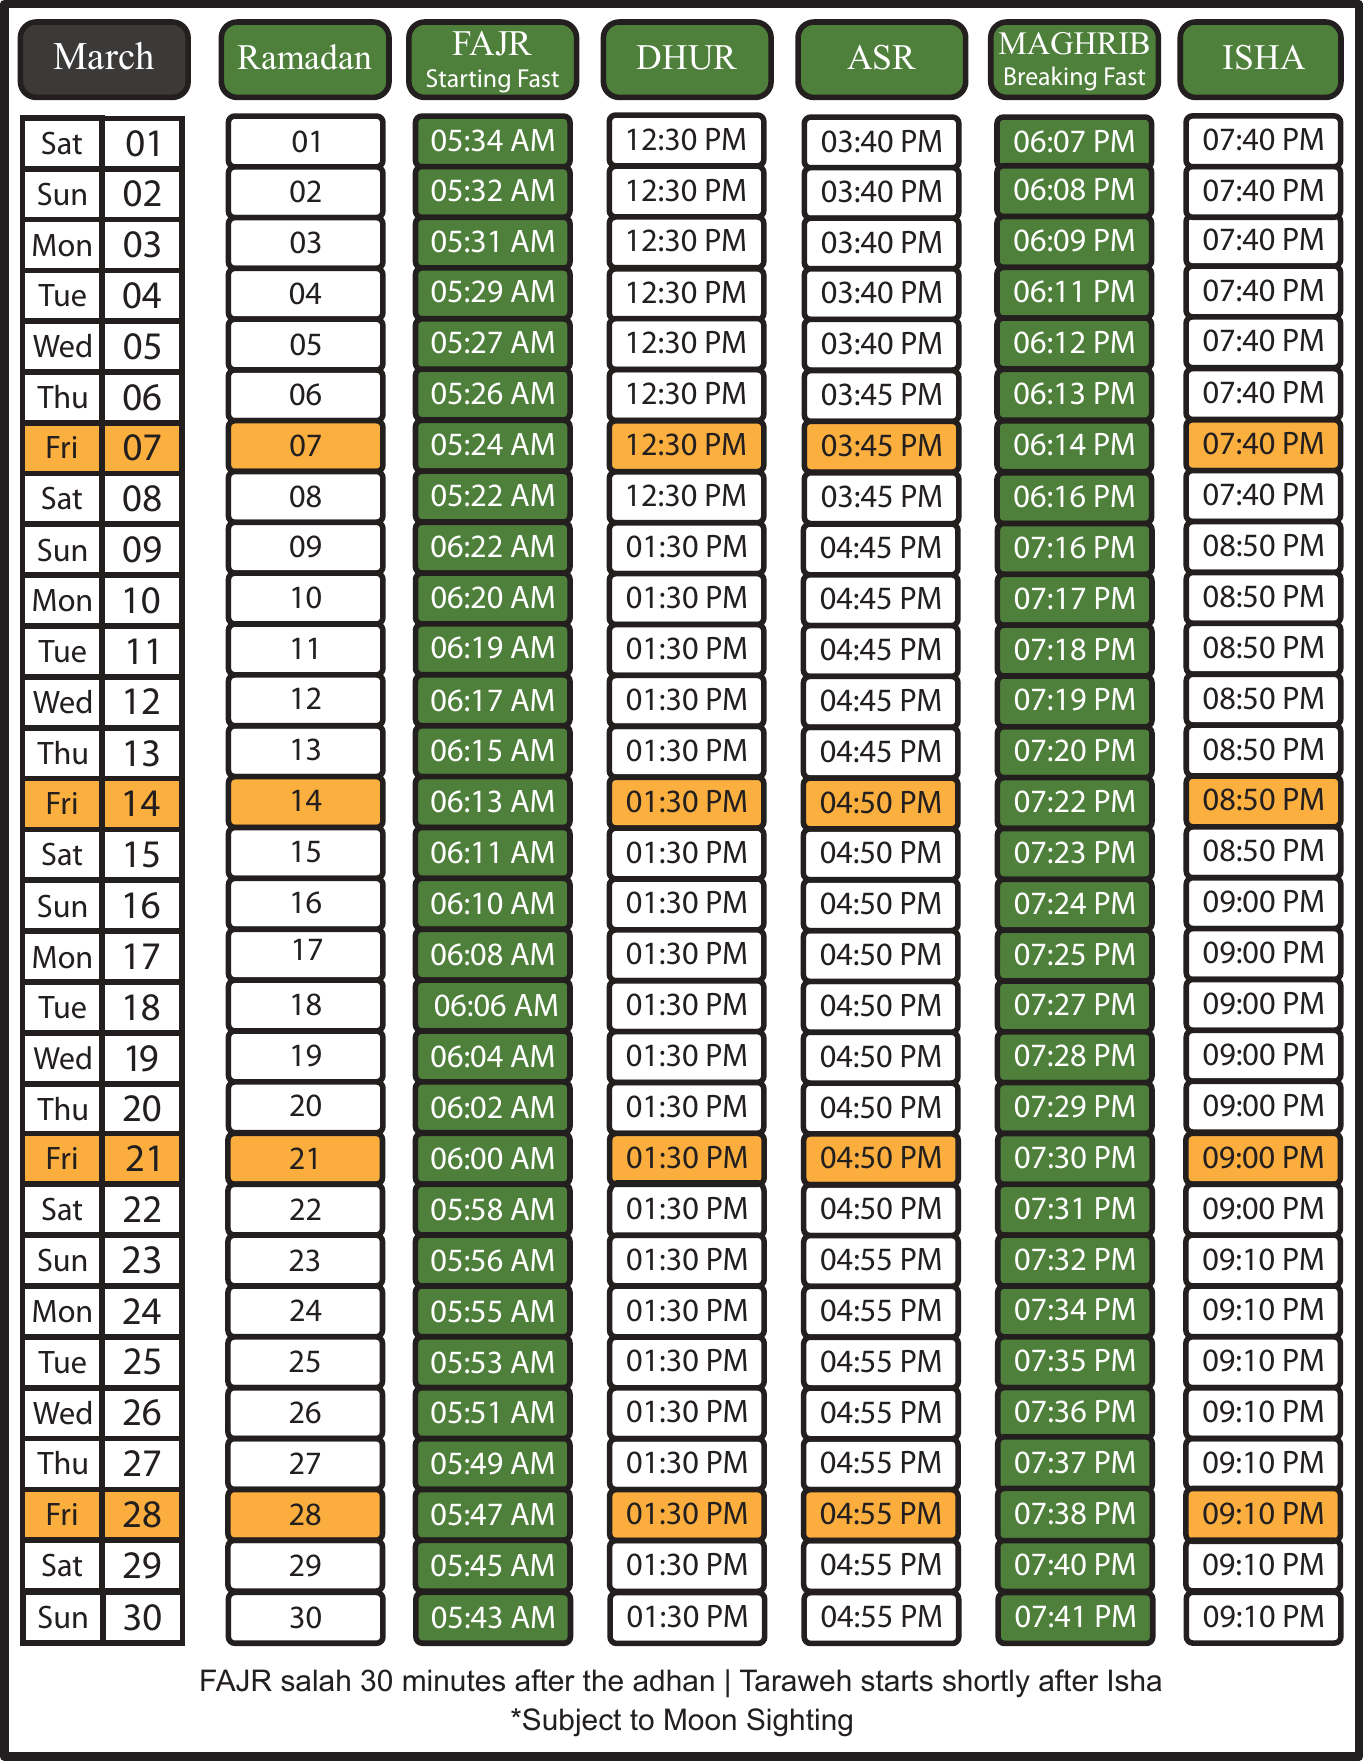 March Ramadan FAJR Starting Fast DHUR ASR MAGHRIB Breaking Fast ISHA
Sat 01 01 05:34 AM 12:30 PM 03:40 PM 06:07 PM 07:40 PM
Sun 02 02 05:32 AM 12:30 PM 03:40 PM 06:08 PM 07:40 PM
Mon 03 03 05:31 AM 12:30 PM 03:40 PM 06:09 PM 07:40 PM
Tue 04 04 05:29 AM 12:30 PM 03:40 PM 06:11 PM 07:40 PM
Wed 05 05 05:27 AM 12:30 PM 03:40 PM 06:12 PM 07:40 PM
Thu 06 06 05:26 AM 12:30 PM 03:45 PM 06:13 PM 07:40 PM
Fri 07 07 05:24 AM 12:30 PM 03:45 PM 06:14 PM 07:40 PM
Sat 08 08 05:22 AM 12:30 PM 03:45 PM 06:16 PM 07:40 PM
Sun 09 09 06:22 AM 01:30 PM 04:45 PM 07:16 PM 08:50 PM
Mon 10 10 06:20 AM 01:30 PM 04:45 PM 07:17 PM 08:50 PM
Tue 11 11 06:19 AM 01:30 PM 04:45 PM 07:18 PM 08:50 PM
Wed 12 12 06:17 AM 01:30 PM 04:45 PM 07:19 PM 08:50 PM
Thu 13 13 06:15 AM 01:30 PM 04:45 PM 07:20 PM 08:50 PM
Fri 14 14 06:13 AM 01:30 PM 04:50 PM 07:22 PM 08:50 PM
Sat 15 15 06:11 AM 01:30 PM 04:50 PM 07:23 PM 08:50 PM
Sun 16 16 06:10 AM 01:30 PM 04:50 PM 07:24 PM 09:00 PM
Mon 17 17 06:08 AM 01:30 PM 04:50 PM 07:25 PM 09:00 PM
Tue 18 18 06:06 AM 01:30 PM 04:50 PM 07:27 PM 09:00 PM
Wed 19 19 06:04 AM 01:30 PM 04:50 PM 07:28 PM 09:00 PM
Thu 20 20 06:02 AM 01:30 PM 04:50 PM 07:29 PM 09:00 PM
Fri 21 21 06:00 AM 01:30 PM 04:50 PM 07:30 PM 09:00 PM
Sat 22 22 05:58 AM 01:30 PM 04:50 PM 07:31 PM 09:00 PM
Sun 23 23 05:56 AM 01:30 PM 04:55 PM 07:32 PM 09:10 PM
Mon 24 24 05:55 AM 01:30 PM 04:55 PM 07:34 PM 09:10 PM
Tue 25 25 05:53 AM 01:30 PM 04:55 PM 07:35 PM 09:10 PM
Wed 26 26 05:51 AM 01:30 PM 04:55 PM 07:36 PM 09:10 PM
Thu 27 27 05:49 AM 01:30 PM 04:55 PM 07:37 PM 09:10 PM
Fri 28 28 05:47 AM 01:30 PM 04:55 PM 07:38 PM 09:10 PM
Sat 29 29 05:45 AM 01:30 PM 04:55 PM 07:40 PM 09:10 PM
Sun 30 30 05:43 AM 01:30 PM 04:55 PM 07:41 PM 09:10 PM
FAJR salah 30 minutes after the adhan | Taraweh starts shortly after Isha
*Subject to Moon Sighting